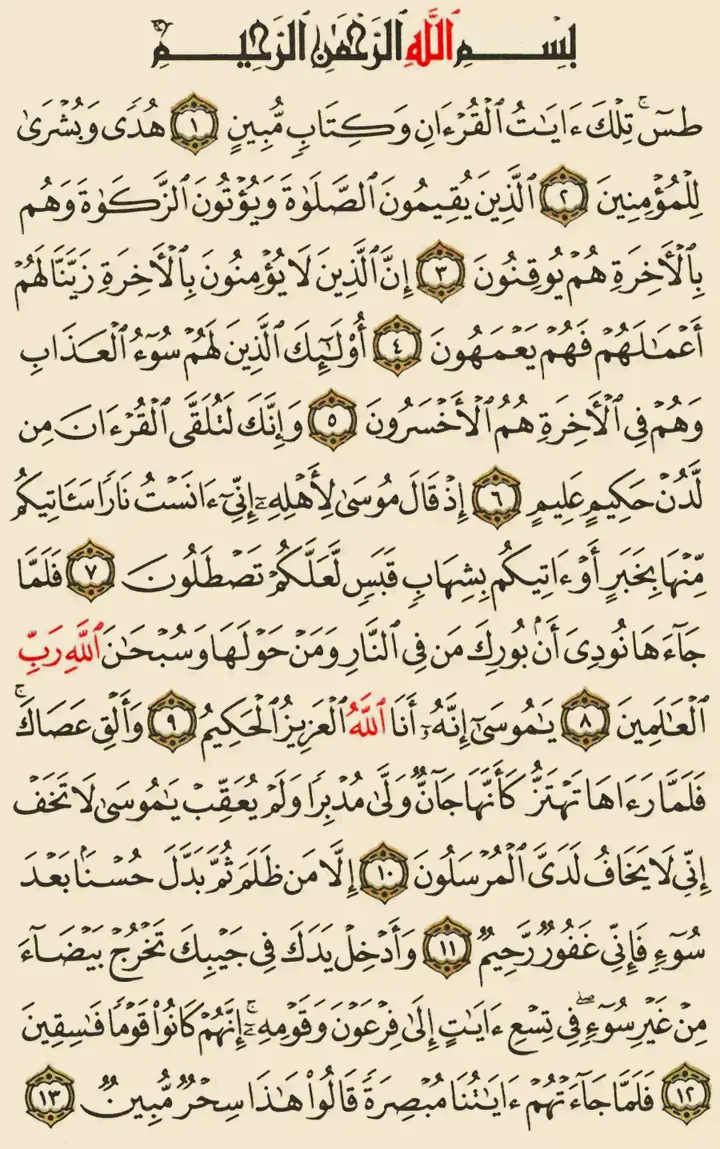 بِسْمِ ٱللَّهِ ٱلرَّحْمَٰنِ ٱلرَّحِيمِ
طسٓ ۚ تِلْكَ ءَايَٰتُ ٱلْقُرْءَانِ وَكِتَابٍ مُّبِينٍ ١ هُدًى وَبُشْرَىٰ
لِلْمُؤْمِنِينَ ٢ ٱلَّذِينَ يُقِيمُونَ ٱلصَّلَوٰةَ وَيُؤْتُونَ ٱلزَّكَوٰةَ وَهُم
بِٱلْأَخِرَةِ هُمْ يُوقِنُونَ ٣ إِنَّ ٱلَّذِينَ لَا يُؤْمِنُونَ بِٱلْأَخِرَةِ زَيَّنَّا لَهُمْ
أَعْمَٰلَهُمْ فَهُمْ يَعْمَهُونَ ٤ أُو۟لَٰٓئِكَ ٱلَّذِينَ لَهُمْ سُوٓءُ ٱلْعَذَابِ
وَهُمْ فِى ٱلْأَخِرَةِ هُمُ ٱلْأَخْسَرُونَ ٥ وَإِنَّكَ لَتُلَقَّى ٱلْقُرْءَانَ مِن
لَّدُنْ حَكِيمٍ عَلِيمٍ ٦ إِذْ قَالَ مُوسَىٰ لِأَهْلِهِۦٓ إِنِّىٓ ءَانَسْتُ نَارًا سَـَٔاتِيكُم
مِّنْهَا بِخَبَرٍ أَوْ ءَاتِيكُم بِشِهَابٍ قَبَسٍ لَّعَلَّكُمْ تَصْطَلُونَ ٧ فَلَمَّا
جَآءَهَا نُودِىَ أَنۢ بُورِكَ مَن فِى ٱلنَّارِ وَمَنْ حَوْلَهَا وَسُبْحَٰنَ ٱللَّهِ رَبِّ
ٱلْعَٰلَمِينَ ٨ يَٰمُوسَىٰٓ إِنَّهُۥٓ أَنَا ٱللَّهُ ٱلْعَزِيزُ ٱلْحَكِيمُ ٩ وَأَلْقِ عَصَاكَ ۚ
فَلَمَّا رَءَاهَا تَهْتَزُّ كَأَنَّهَا جَآنٌّ وَلَّىٰ مُدْبِرًا وَلَمْ يُعَقِّبْ ۚ يَٰمُوسَىٰ لَا تَخَفْ
إِنِّى لَا يَخَافُ لَدَىَّ ٱلْمُرْسَلُونَ ١٠ إِلَّا مَن ظَلَمَ ثُمَّ بَدَّلَ حُسْنًۢا بَعْدَ
سُوٓءٍ فَإِنِّى غَفُورٌ رَّحِيمٌ ١١ وَأَدْخِلْ يَدَكَ فِى جَيْبِكَ تَخْرُجْ بَيْضَآءَ
مِنْ غَيْرِ سُوٓءٍ ۖ فِى تِسْعِ ءَايَٰتٍ إِلَىٰ فِرْعَوْنَ وَقَوْمِهِۦٓ ۚ إِنَّهُمْ كَانُوا۟ قَوْمًا فَٰسِقِينَ
١٢ فَلَمَّا جَآءَتْهُمْ ءَايَٰتُنَا مُبْصِرَةً قَالُوا۟ هَٰذَا سِحْرٌ مُّبِينٌ ١٣